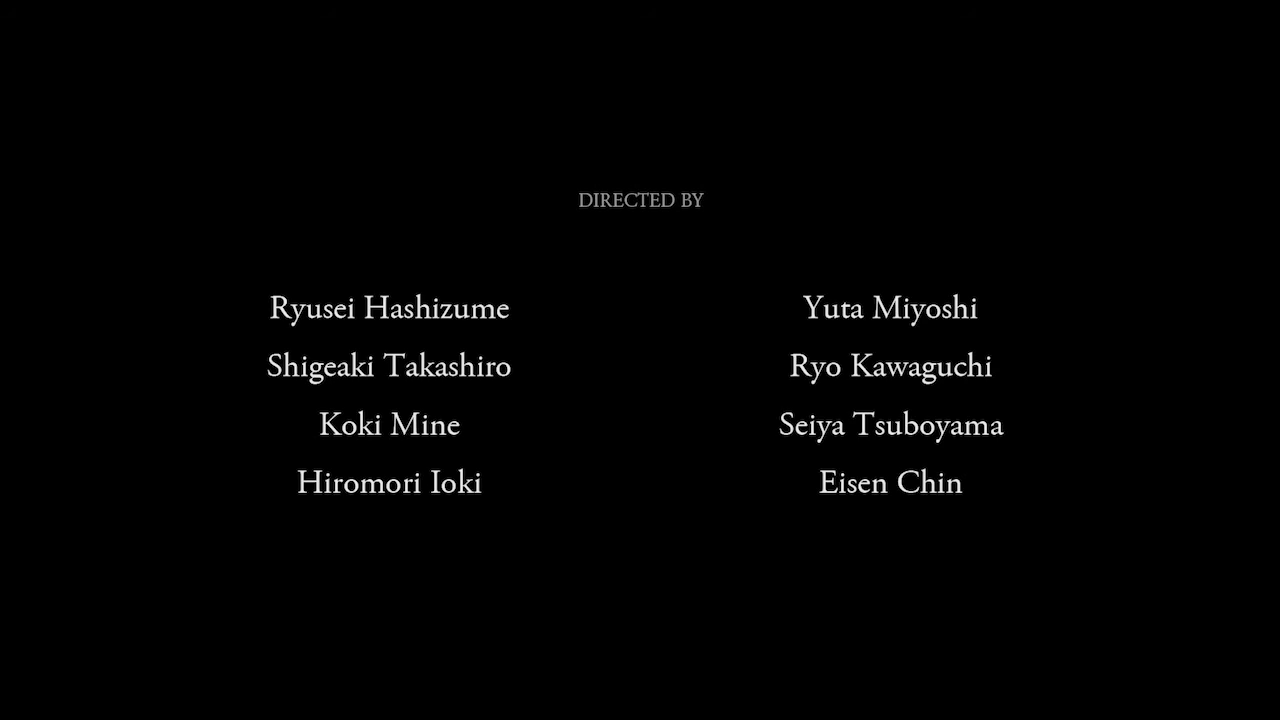 DIRECTED BY
Ryusei Hashizume
Yuta Miyoshi
Shigeaki Takashiro
Ryo Kawaguchi
Koki Mine
Seiya Tsuboyama
Hiromori Ioki
Eisen Chin